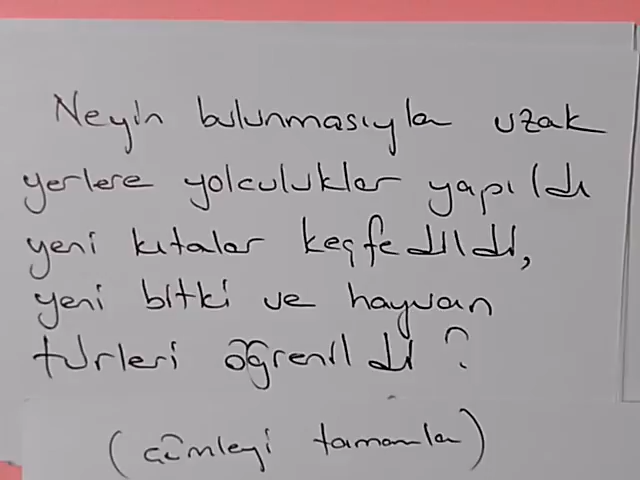 Neyin bulunmasıyla uzak
yerlere yolculuklar yapıldı
yeni kıtalar keşfedildi,
yeni bitki ve hayvan
türleri öğrenildi?
(cümleyi tamamla)